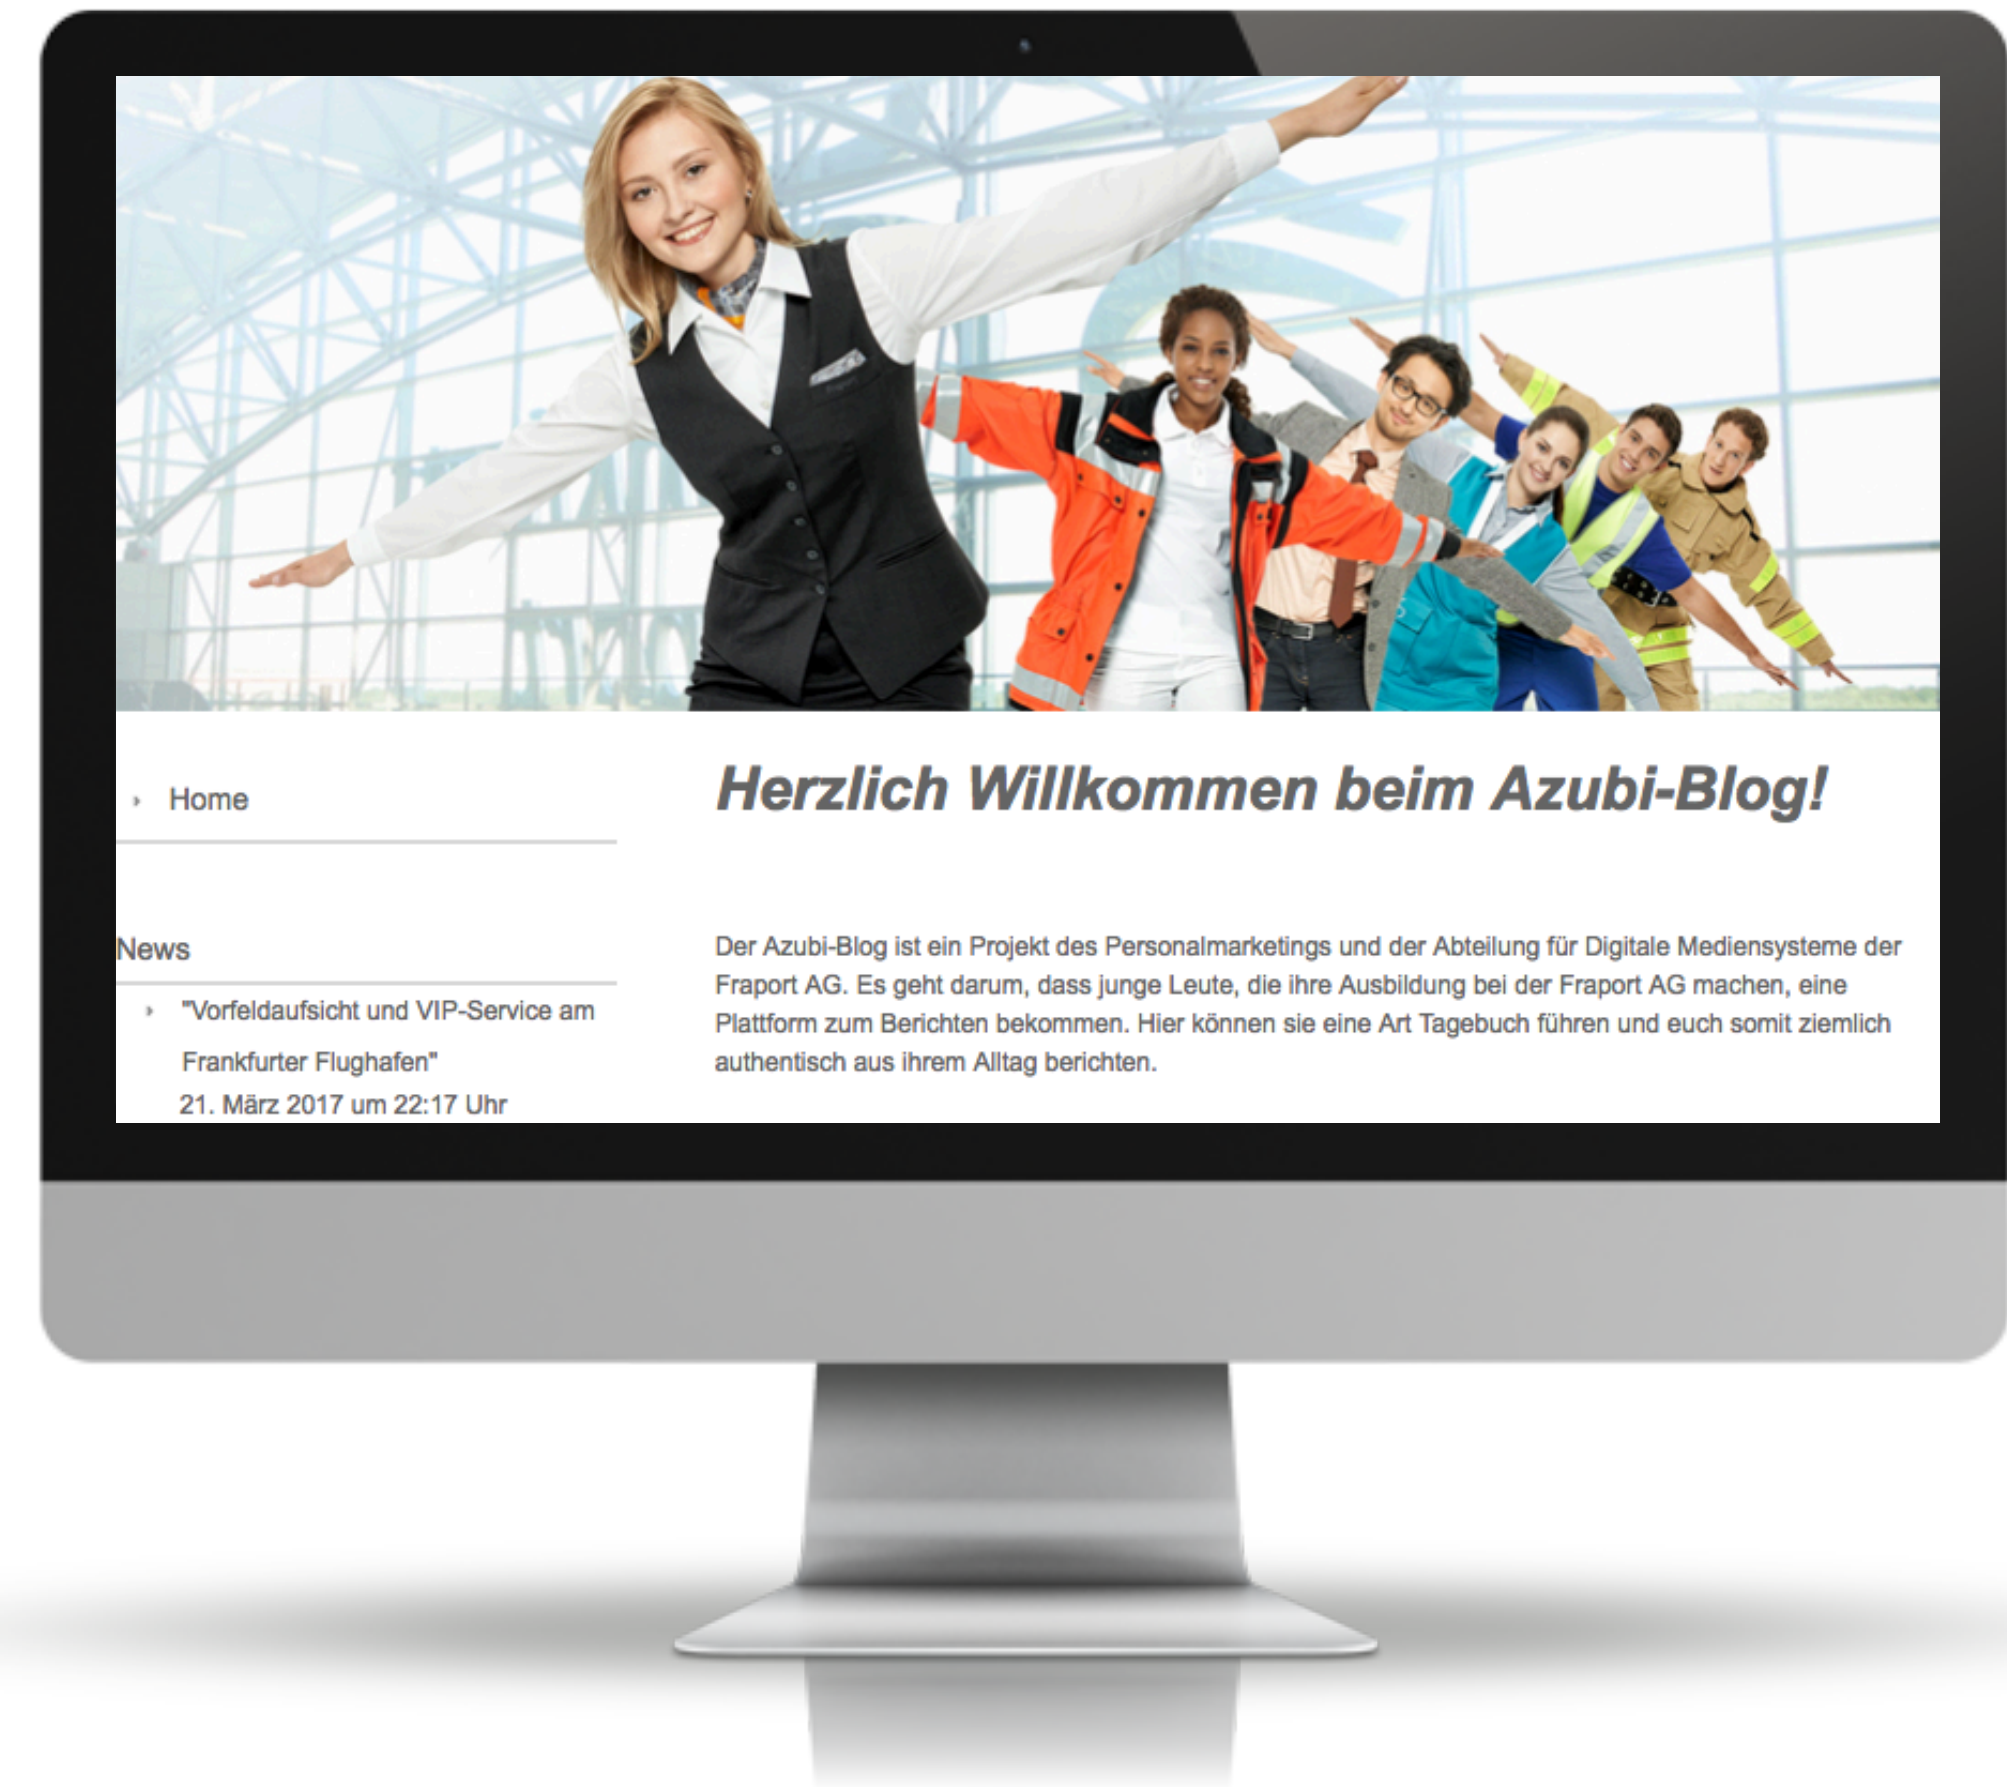 Home
News
"Vorfeldaufsicht und VIP-Service am
Frankfurter Flughafen"
21. März 2017 um 22:17 Uhr
Herzlich Willkommen beim Azubi-Blog!
Der Azubi-Blog ist ein Projekt des Personalmarketings und der Abteilung für Digitale Mediensysteme der
Fraport AG. Es geht darum, dass junge Leute, die ihre Ausbildung bei der Fraport AG machen, eine
Plattform zum Berichten bekommen. Hier können sie eine Art Tagebuch führen und euch somit ziemlich
authentisch aus ihrem Alltag berichten.